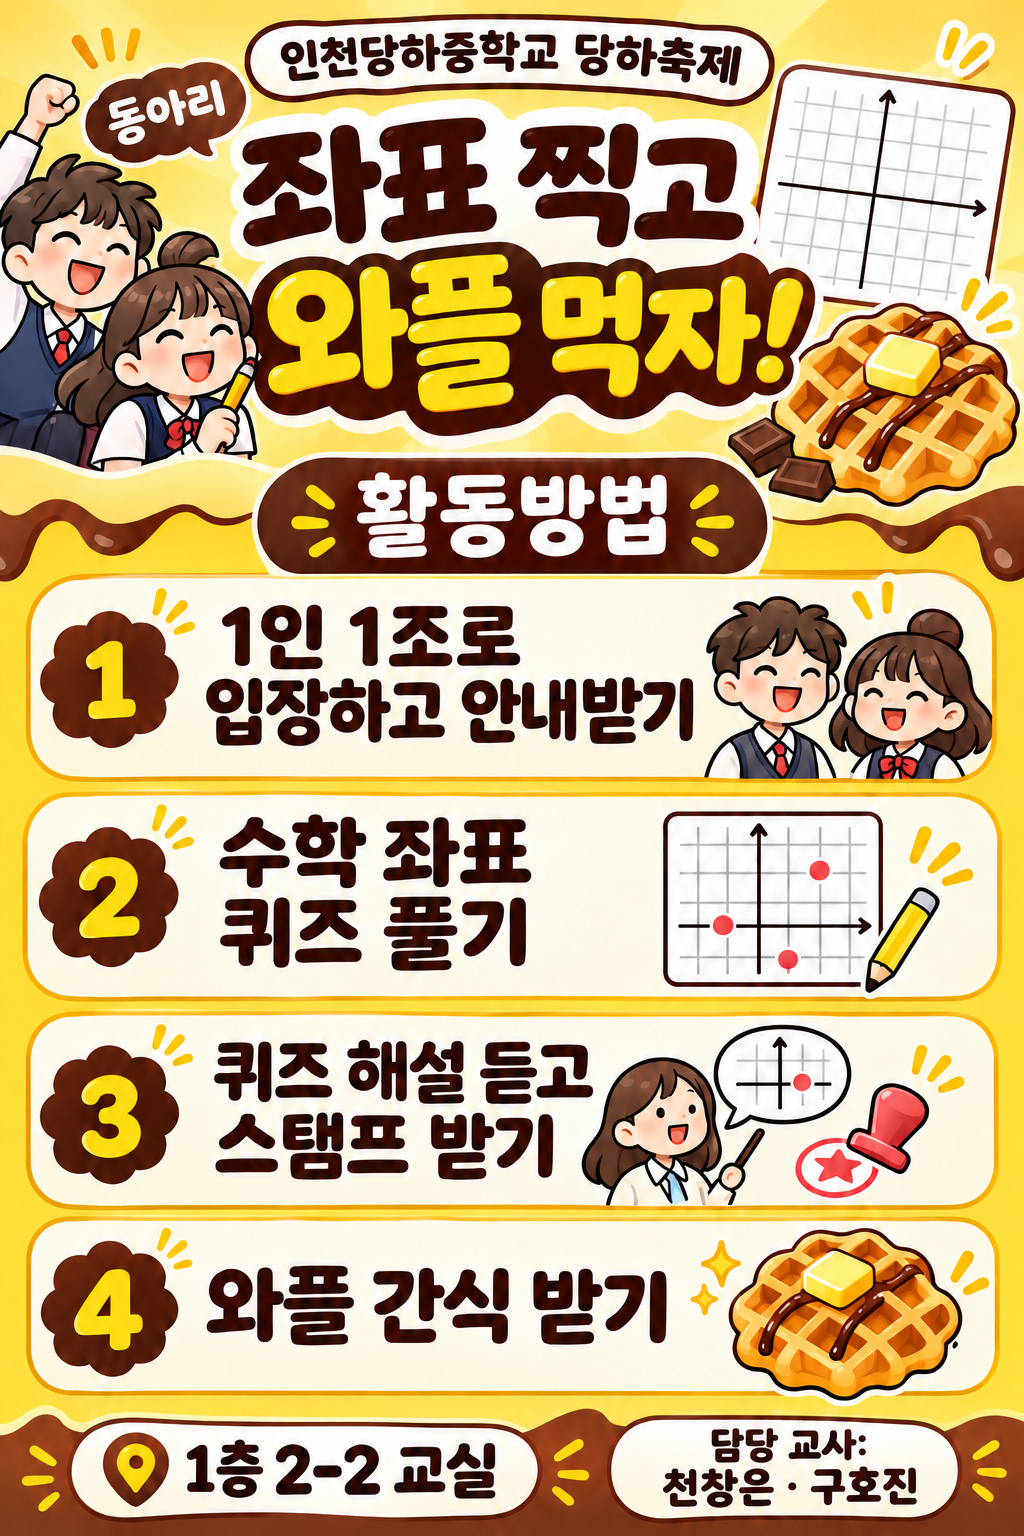 인천당하중학교 당하축제
동아리
좌표 찍고
와플 먹자!
활동방법
1
1인 1조로
입장하고 안내받기
2
수학 좌표
퀴즈 풀기
3
퀴즈 해설 듣고
스탬프 받기
4
와플 간식 받기
1층 2-2 교실
담당 교사:
천창은 · 구호진